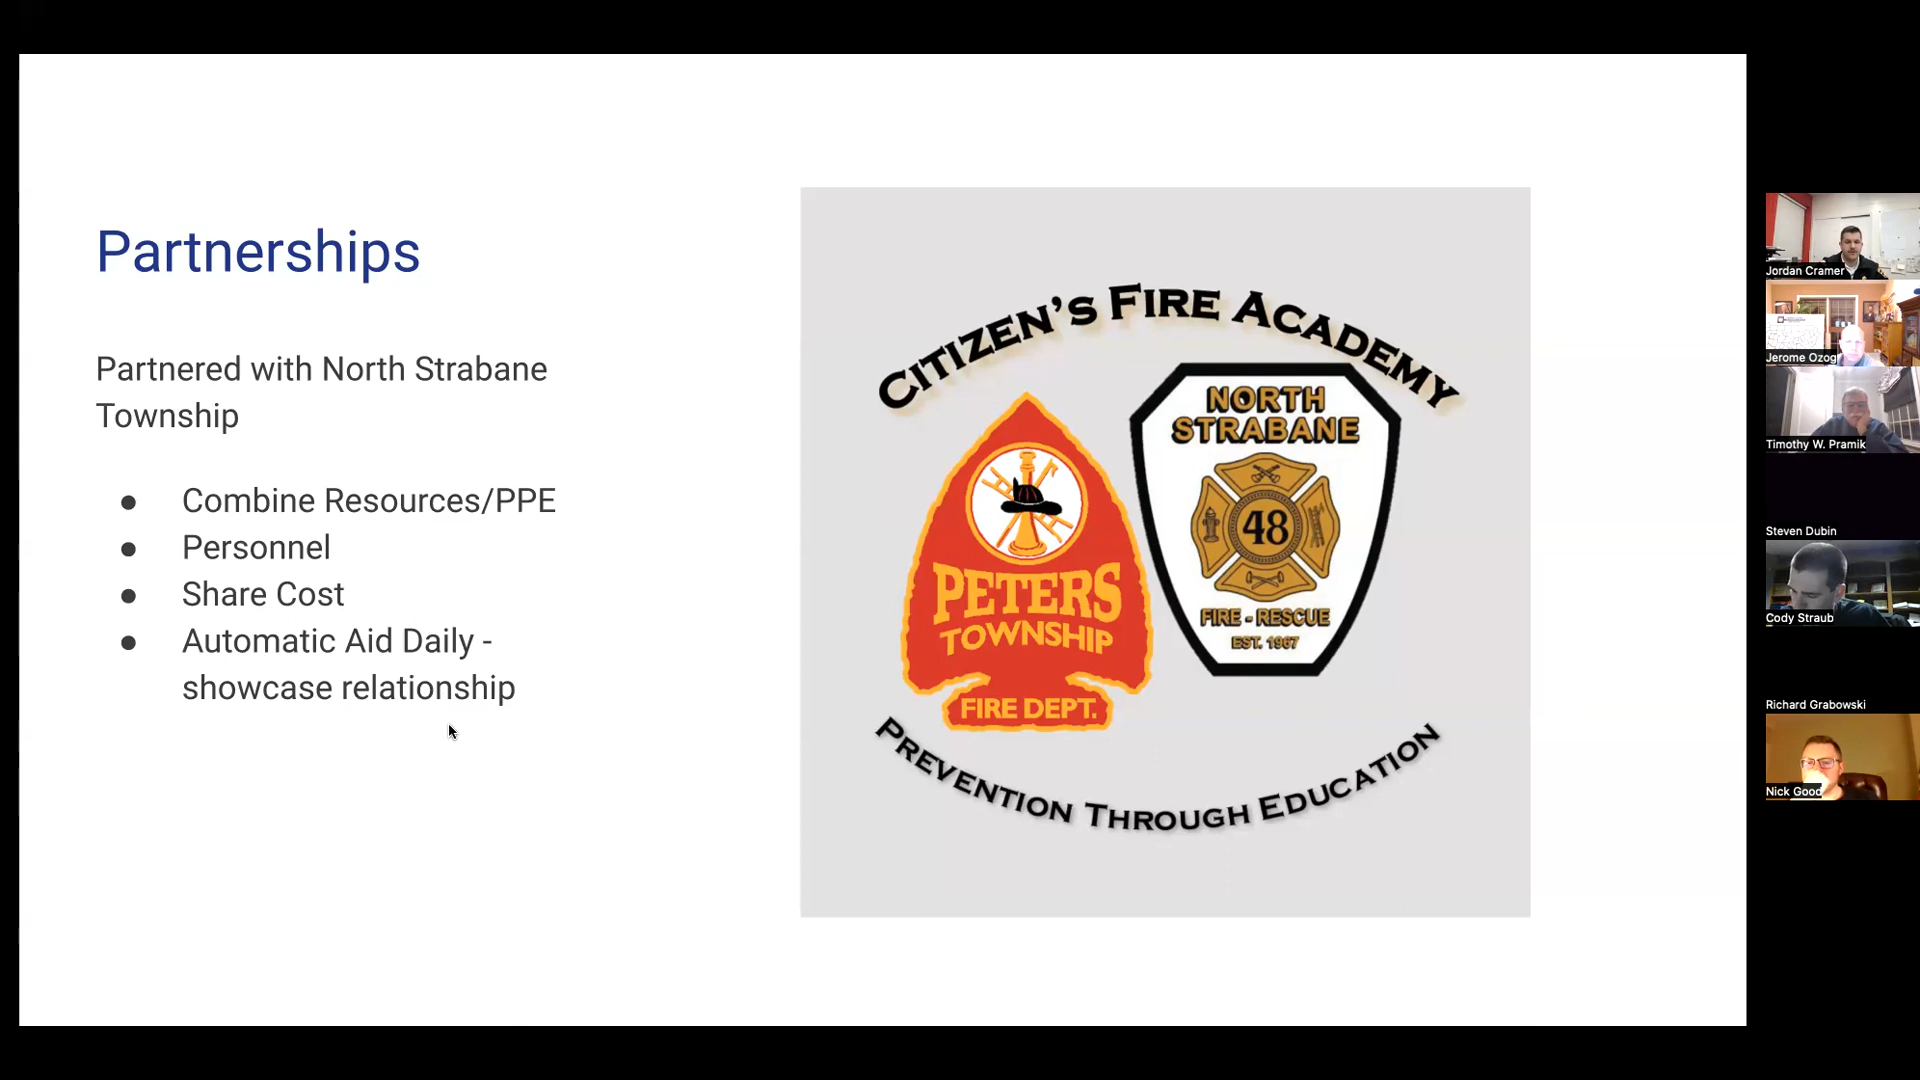 Partnerships
Partnered with North Strabane
Township
● Combine Resources/PPE
● Personnel
● Share Cost
● Automatic Aid Daily -
showcase relationship
CITIZEN'S FIRE ACADEMY
PETERS
TOWNSHIP
FIRE DEPT.
NORTH
STRABANE
48
FIRE - RESCUE
EST. 1967
PREVENTION THROUGH EDUCATION
Jordan Cramer
Jerome Ozog
Timothy W. Pramik
Steven Dubin
Cody Straub
Richard Grabowski
Nick Good